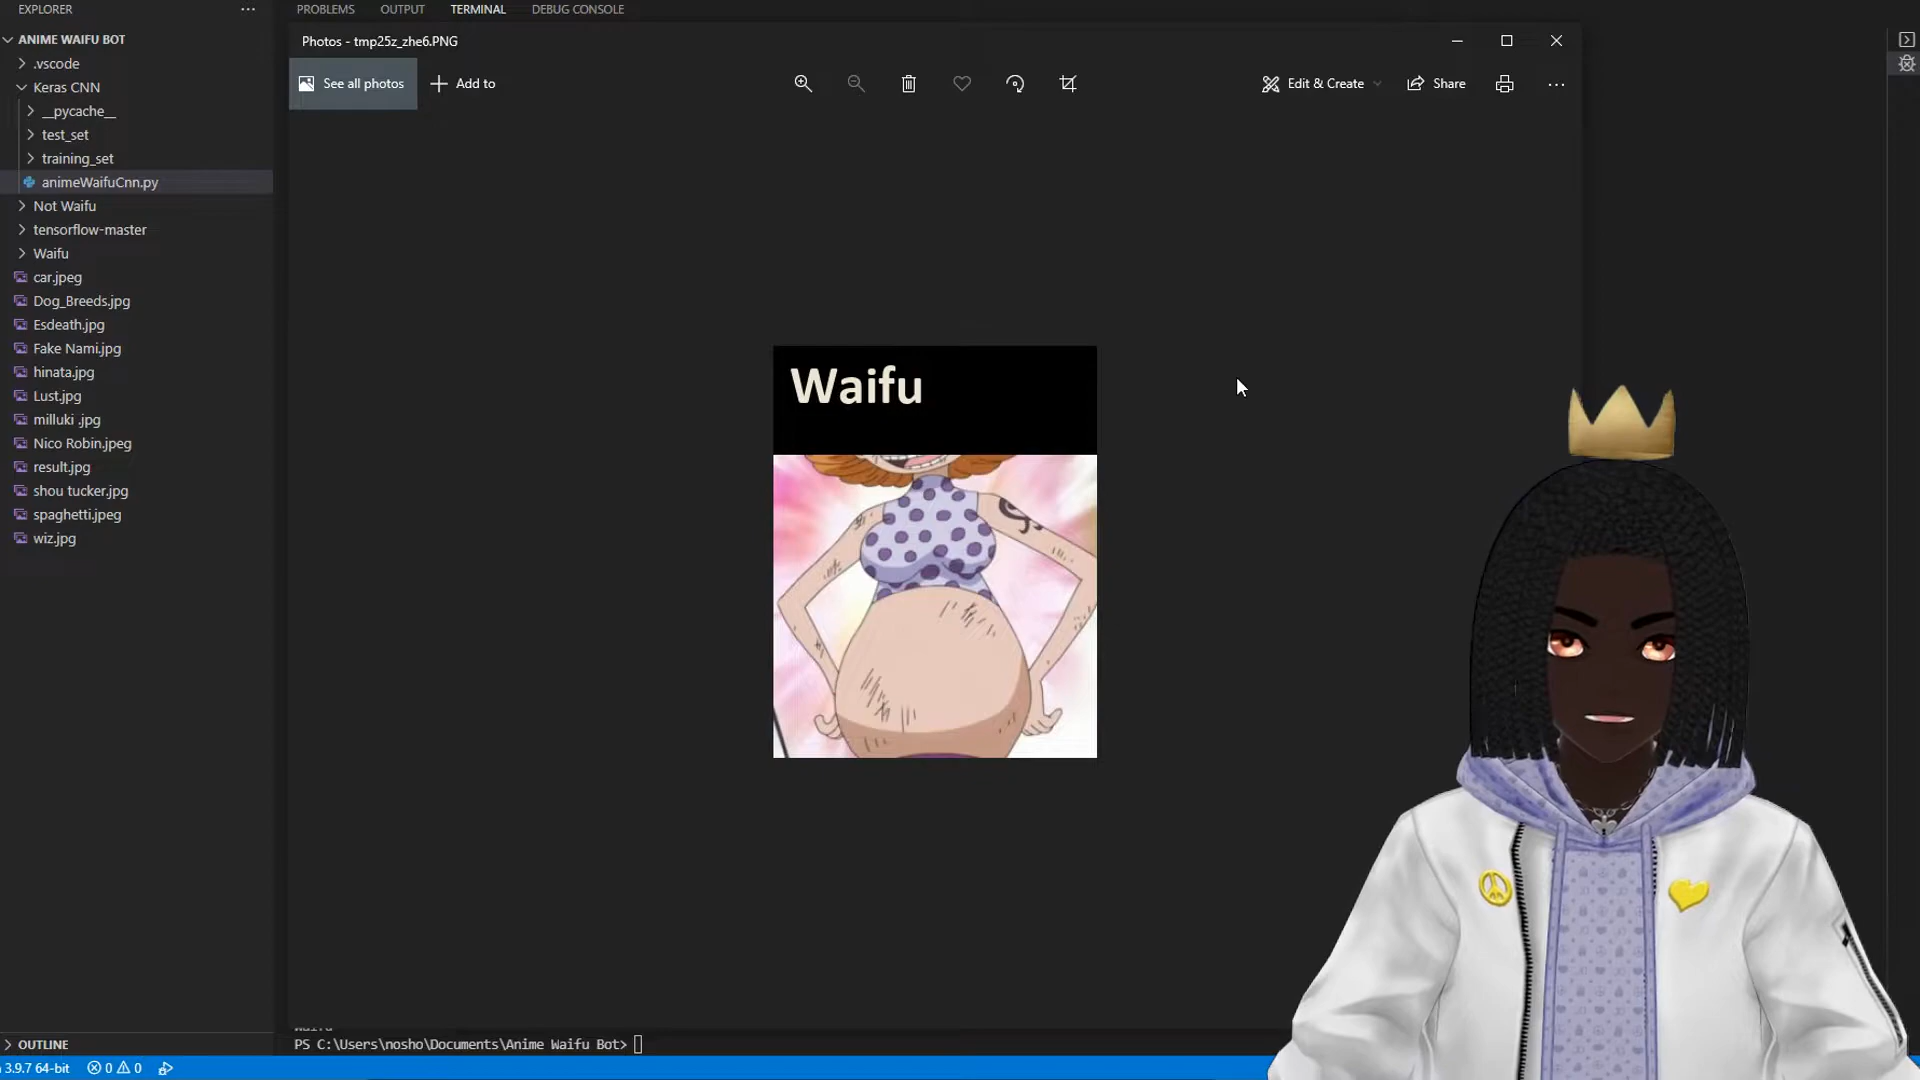 EXPLORER
PROBLEMS OUTPUT TERMINAL DEBUG CONSOLE
ANIME WAIFU BOT
.vscode
Keras CNN
__pycache__
test_set
training_set
animeWaifuCnn.py
Not Waifu
tensorflow-master
Waifu
car.jpeg
Dog_Breeds.jpg
Esdeath.jpg
Fake Nami.jpg
hinata.jpg
Lust.jpg
milluki .jpg
Nico Robin.jpeg
result.jpg
shou tucker.jpg
spaghetti.jpeg
wiz.jpg
OUTLINE
3.9.7 64-bit 0 0
Photos - tmp25z_zhe6.PNG
See all photos Add to Edit & Create Share
Waifu
PS C:\Users\nosho\Documents\Anime Waifu Bot>